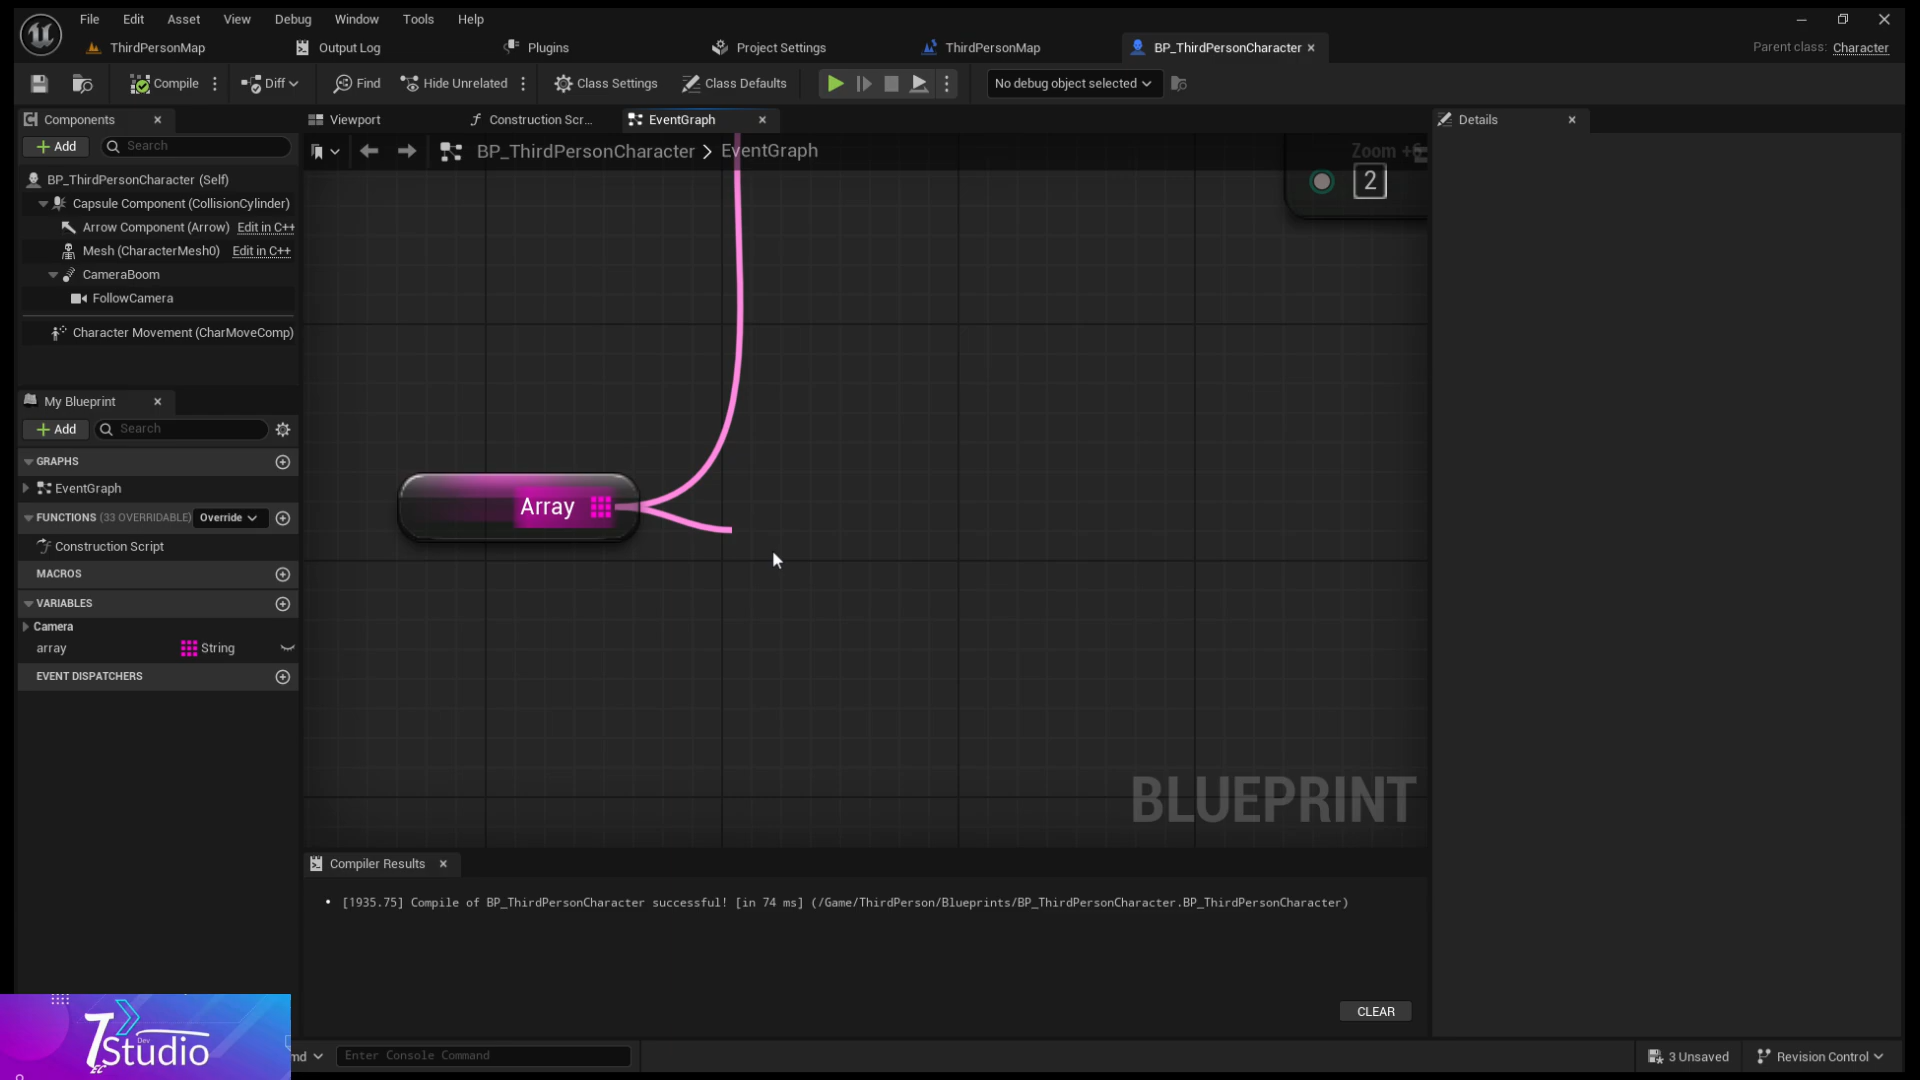 File Edit Asset View Debug Window Tools Help
ThirdPersonMap Output Log Plugins Project Settings ThirdPersonMap BP_ThirdPersonCharacter Parent class: Character
Compile Diff Find Hide Unrelated Class Settings Class Defaults No debug object selected
Components Viewport Construction Scr... EventGraph Details
Add Search
BP_ThirdPersonCharacter > EventGraph
Zoom +
2
BP_ThirdPersonCharacter (Self)
Capsule Component (CollisionCylinder)
Arrow Component (Arrow) Edit in C++
Mesh (CharacterMesh0) Edit in C++
CameraBoom
FollowCamera
Character Movement (CharMoveComp)
My Blueprint
Add Search
GRAPHS
EventGraph
FUNCTIONS (33 OVERRIDABLE) Override
Construction Script
MACROS
VARIABLES
Camera
array String
EVENT DISPATCHERS
Array
BLUEPRINT
Compiler Results
• [1935.75] Compile of BP_ThirdPersonCharacter successful! [in 74 ms] (/Game/ThirdPerson/Blueprints/BP_ThirdPersonCharacter.BP_ThirdPersonCharacter)
CLEAR
Dev
Studio
md Enter Console Command 3 Unsaved Revision Control